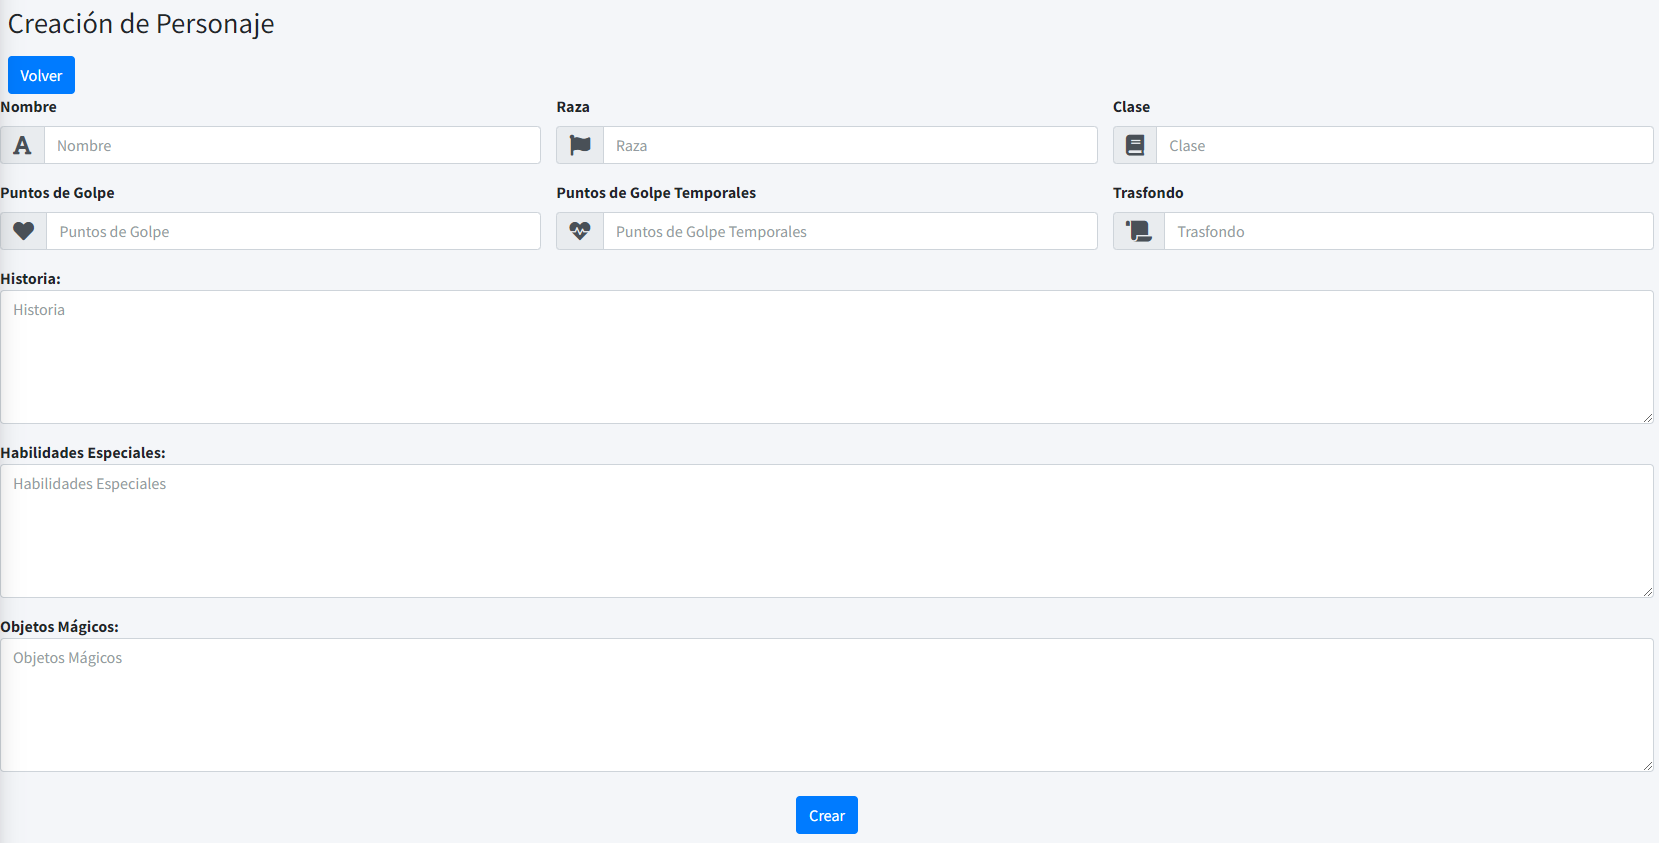 Creación de Personaje
Volver
Nombre Raza Clase
Nombre Raza Clase
Puntos de Golpe Puntos de Golpe Temporales Trasfondo
Puntos de Golpe Puntos de Golpe Temporales Trasfondo
Historia:
Historia
Habilidades Especiales:
Habilidades Especiales
Objetos Mágicos:
Objetos Mágicos
Crear